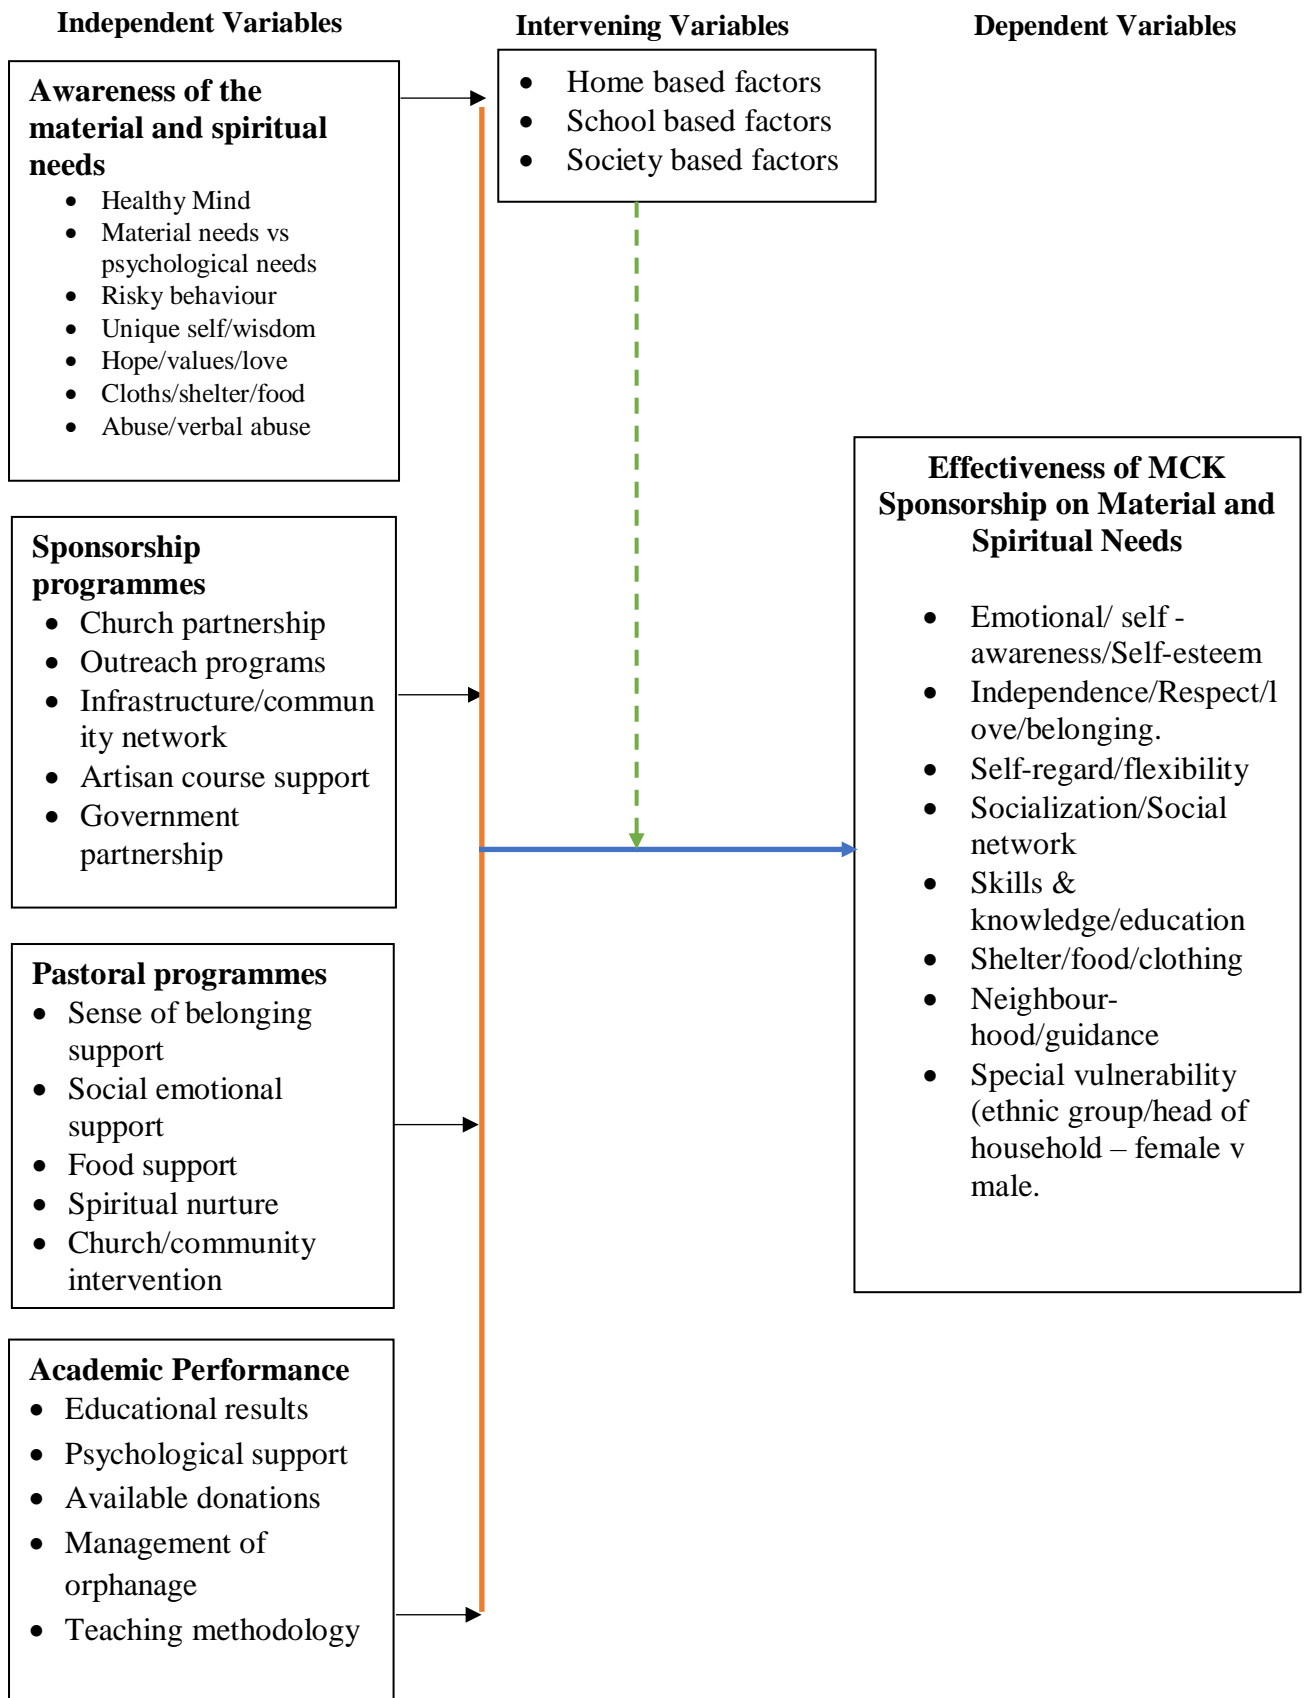 Independent Variables
Intervening Variables
Dependent Variables
Awareness of the
material and spiritual
needs
• Healthy Mind
• Material needs vs
psychological needs
• Risky behaviour
• Unique self/wisdom
• Hope/values/love
• Cloths/shelter/food
• Abuse/verbal abuse
Sponsorship
programmes
• Church partnership
• Outreach programs
• Infrastructure/commun
ity network
• Artisan course support
• Government
partnership
Pastoral programmes
• Sense of belonging
support
• Social emotional
support
• Food support
• Spiritual nurture
• Church/community
intervention
Academic Performance
• Educational results
• Psychological support
• Available donations
• Management of
orphanage
• Teaching methodology
• Home based factors
• School based factors
• Society based factors
Effectiveness of MCK
Sponsorship on Material and
Spiritual Needs
• Emotional/ self -
awareness/Self-esteem
• Independence/Respect/l
ove/belonging.
• Self-regard/flexibility
• Socialization/Social
network
• Skills &
knowledge/education
• Shelter/food/clothing
• Neighbour-
hood/guidance
• Special vulnerability
(ethnic group/head of
household – female v
male.